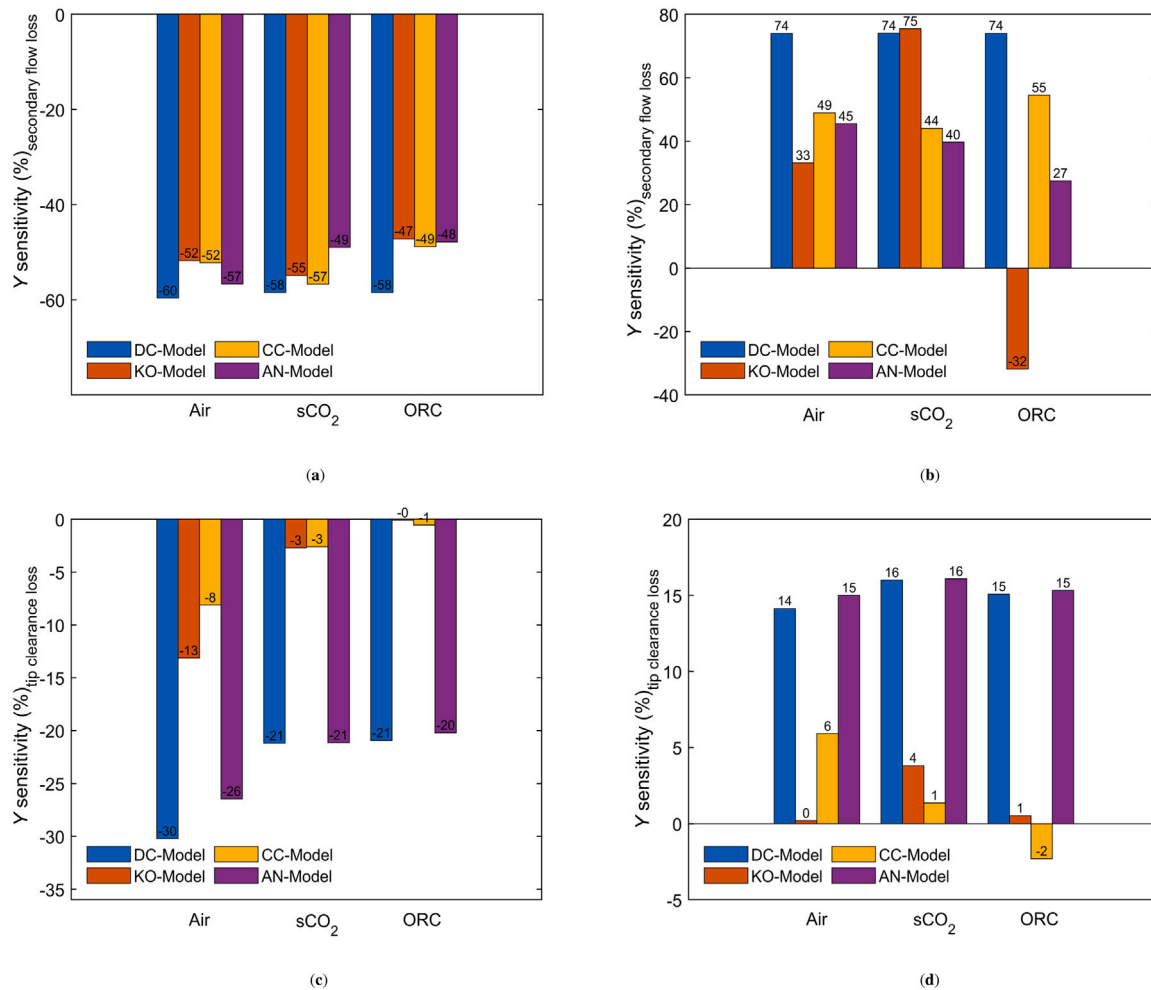 0
-20
-40
-60
Y sensitivity (%)secondary flow loss
-60 -52 -52 -57
-58 -55 -57 -49
-58 -47 -49 -48
DC-Model CC-Model
KO-Model AN-Model
Air sCO2 ORC
(a)
80
60
40
20
0
-20
-40
Y sensitivity (%)secondary flow loss
74 33 49 45
74 75 44 40
74 -32 55 27
DC-Model CC-Model
KO-Model AN-Model
Air sCO2 ORC
(b)
0
-5
-10
-15
-20
-25
-30
-35
Y sensitivity (%)tip clearance loss
-30 -13 -8 -26
-21 -3 -3 -21
-21 -0 -1 -20
DC-Model CC-Model
KO-Model AN-Model
Air sCO2 ORC
(c)
20
15
10
5
0
-5
Y sensitivity (%)tip clearance loss
14 0 6 15
16 4 1 16
15 1 -2 15
DC-Model CC-Model
KO-Model AN-Model
Air sCO2 ORC
(d)